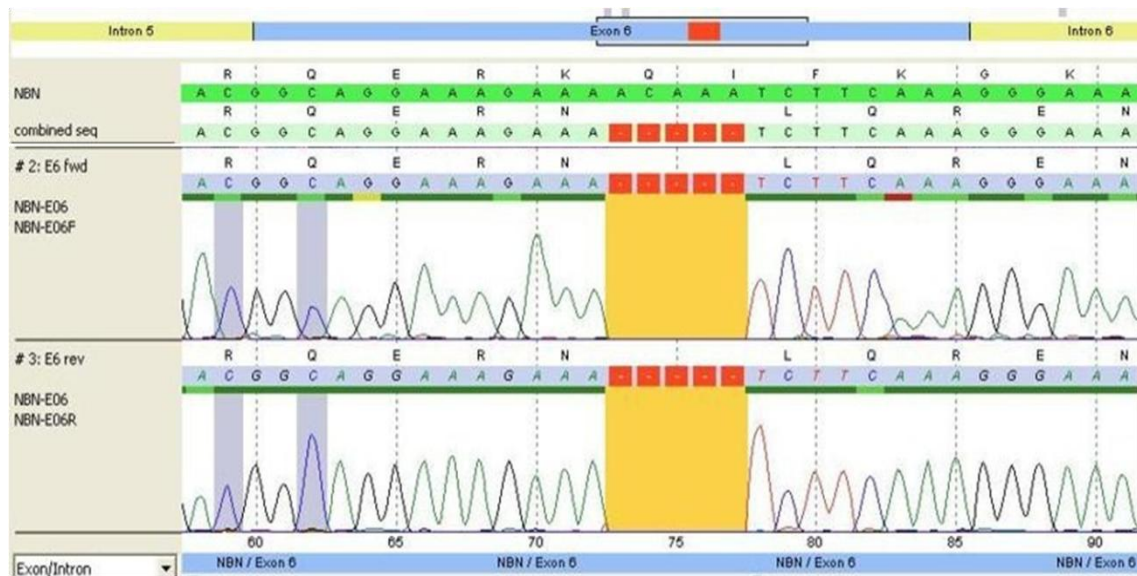 Intron 5 Exon 6 Intron 6
R Q E R K Q I F K G K
NBN A C G G C A G G A A A G A A A A C A A A T C T T C A A A G G G A A A
R Q E R N L Q R E N
combined seq A C G G C A G G A A A G A A A - - - - - T C T T C A A A G G G A A A
R Q E R N L Q R E N
# 2: E6 fwd A C G G C A G G A A A G A A A - - - - - T C T T C A A A G G G A A A
NBN-E06
NBN-E06F
R Q E R N L Q R E N
# 3: E6 rev A C G G C A G G A A A G A A A - - - - - T C T T C A A A G G G A A A
NBN-E06
NBN-E06R
60 65 70 75 80 85 90
Exon/Intron NBN / Exon 6 NBN / Exon 6 NBN / Exon 6 NBN / Exon 6